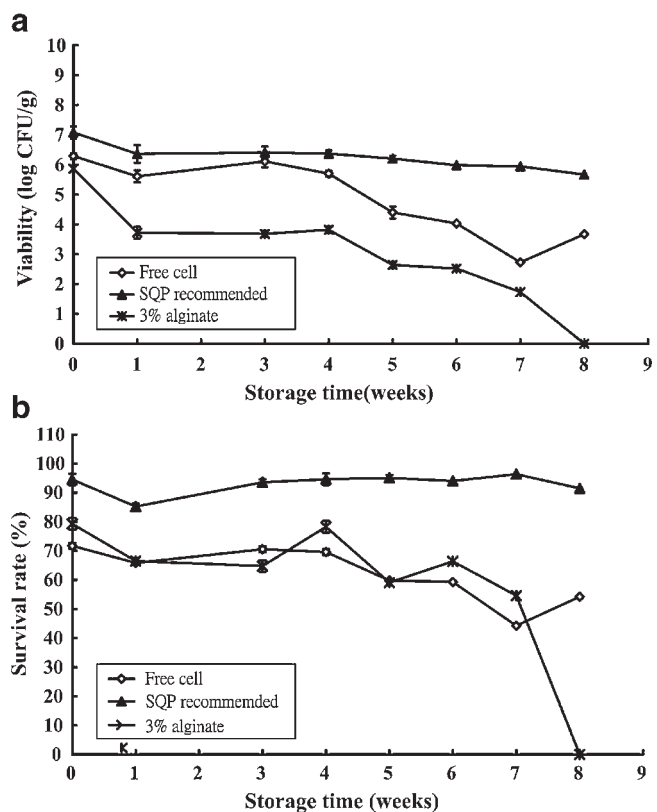 a
10
9
8
7
6
5
4
3
2
1
0
Viability (log CFU/g)
Free cell
SQP recommended
3% alginate
0 1 2 3 4 5 6 7 8 9
Storage time(weeks)
b
110
100
90
80
70
60
50
40
30
20
10
0
Survival rate (%)
Free cell
SQP recommemded
3% alginate
0 1 2 3 4 5 6 7 8 9
Storage time (weeks)